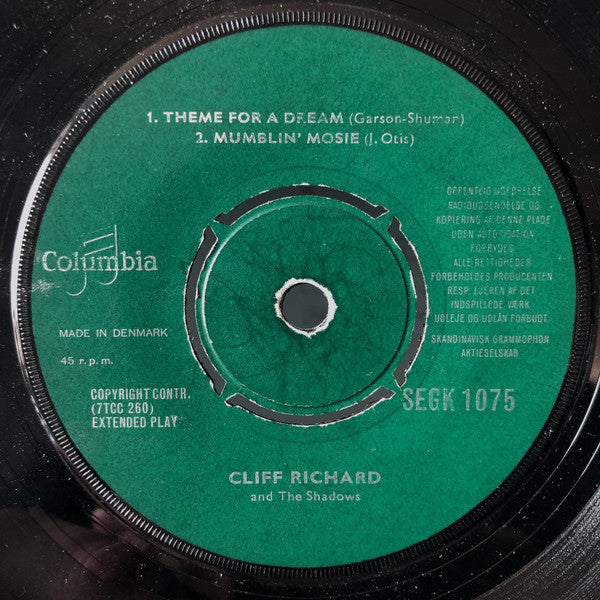 1. THEME FOR A DREAM (Garson-Shuman)
2. MUMBLIN' MOSIE (J. Otis)
Columbia
MADE IN DENMARK
45 r.p.m.
COPYRIGHT CONTR.
(7TCC 260)
EXTENDED PLAY
OFFENTLIG UDFØRELSE
RADIOUDSENDELSE OG
KOPIERING AF DENNE PLADE
UDEN AUTORISATION
FORBYDES
ALLE RETTIGHEDER
FORBEHOLDES PRODUCENTEN
RESP. EJEREN AF DET
INDSPILLEDE VÆRK
UDLEJE OG UDLÅN FORBUDT.
SKANDINAVISK GRAMMOPHON
AKTIESELSKAB
SEGK 1075
CLIFF RICHARD
and The Shadows